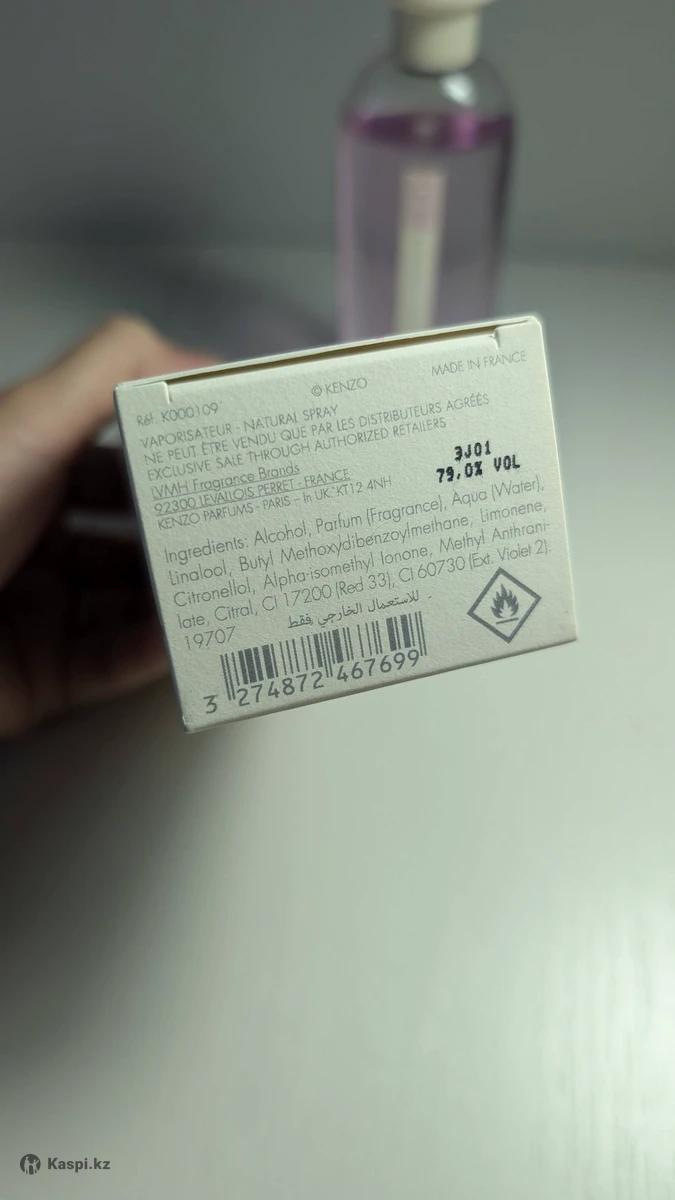 © KENZO
MADE IN FRANCE
Réf. K000109
VAPORISATEUR - NATURAL SPRAY
NE PEUT ÊTRE VENDU QUE PAR LES DISTRIBUTEURS AGRÉÉS
EXCLUSIVE SALE THROUGH AUTHORIZED RETAILERS
LVMH Fragrance Brands
92300 LEVALLOIS PERRET - FRANCE
KENZO PARFUMS - PARIS – In UK: KT12 4NH
3J01
79,0% VOL
Ingredients: Alcohol, Parfum (Fragrance), Aqua (Water),
Linalool, Butyl Methoxydibenzoylmethane, Limonene,
Citronellol, Alpha-isomethyl Ionone, Methyl Anthrani-
late, Citral, CI 17200 (Red 33), CI 60730 (Ext. Violet 2).
19707
للاستعمال الخارجي فقط
3 274872 467699
Kaspi.kz